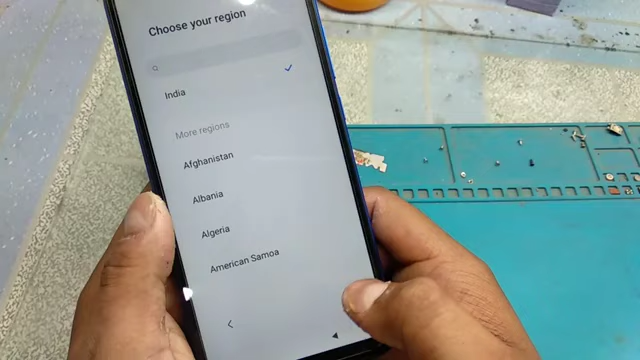 Choose your region
India
More regions
Afghanistan
Albania
Algeria
American Samoa